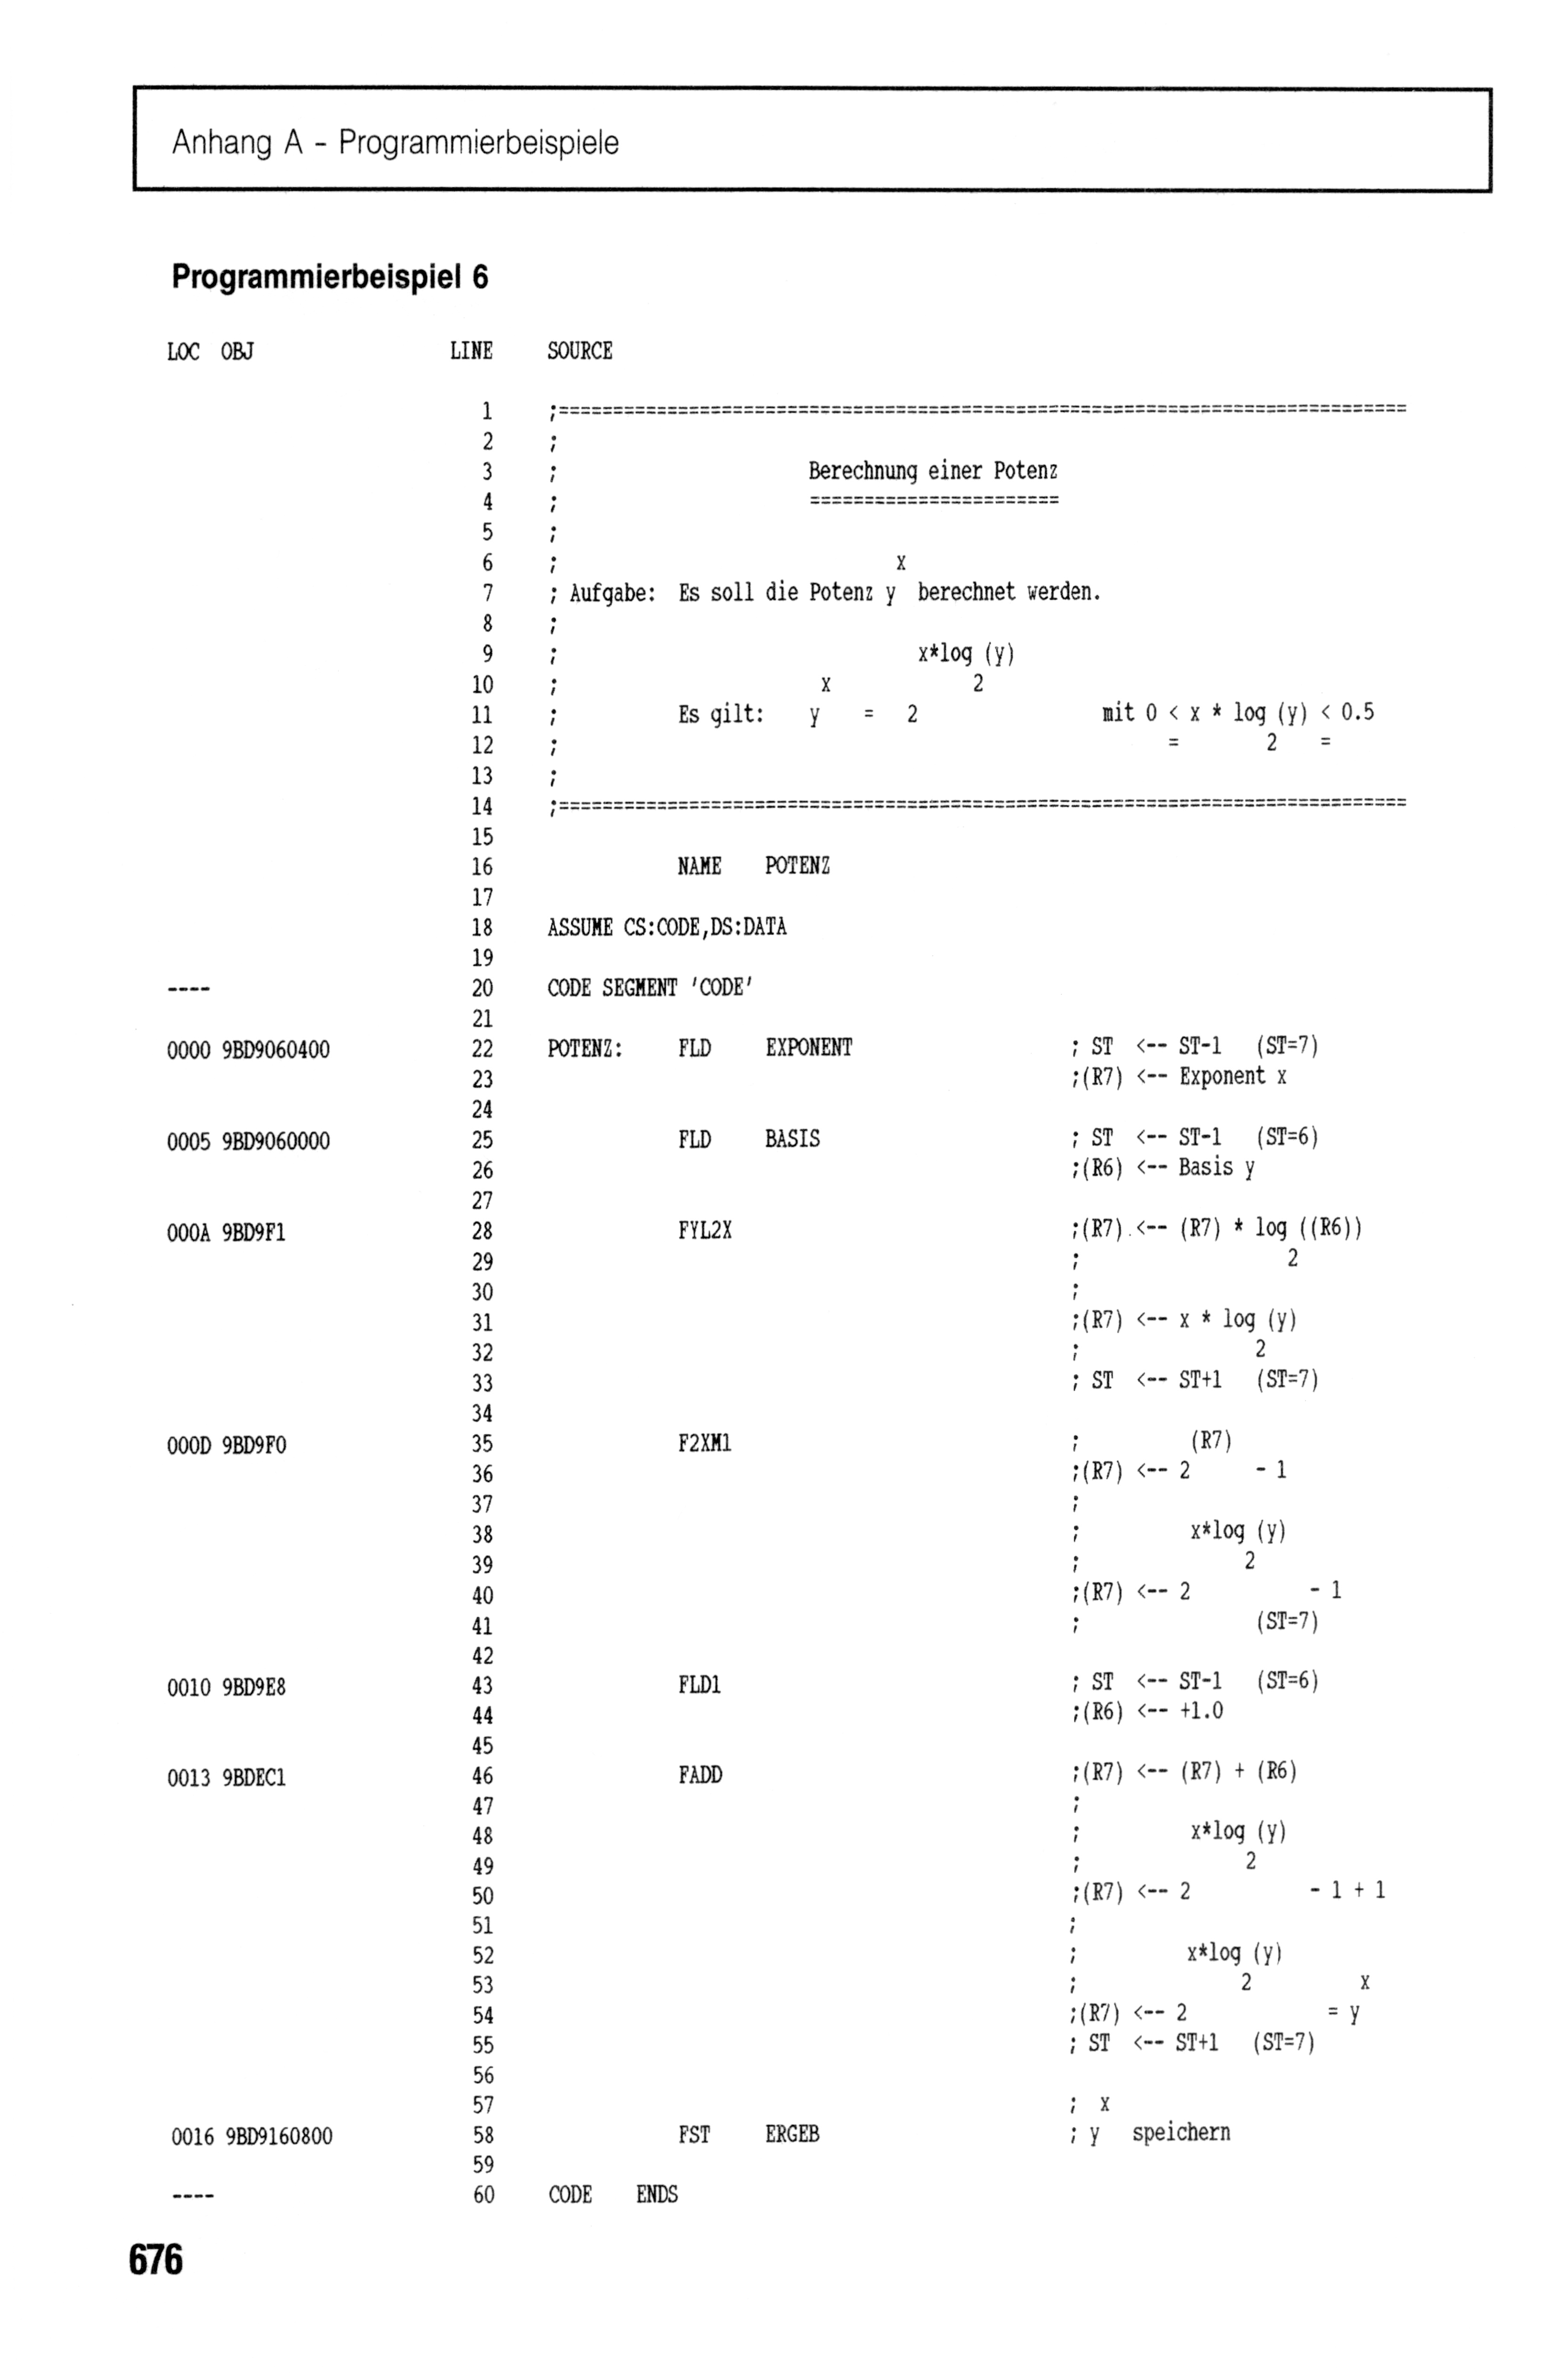 Anhang A - Programmierbeispiele
Programmierbeispiel 6
LOC  OBJ                  LINE     SOURCE
                             1     ;==============================================================================
                             2     ;
                             3     ;                       Berechnung einer Potenz
                             4     ;                       =======================
                             5     ;
                             6     ;                               x
                             7     ; Aufgabe:  Es soll die Potenz y  berechnet werden.
                             8     ;
                             9     ;                                 x*log (y)
                            10     ;                        x             2
                            11     ;           Es gilt:    y    =   2                 mit 0 < x * log (y) < 0.5
                            12     ;                                                        =        2    =
                            13     ;
                            14     ;==============================================================================
                            15
                            16                 NAME    POTENZ
                            17
                            18     ASSUME CS:CODE,DS:DATA
                            19
----                        20     CODE SEGMENT 'CODE'
                            21
0000 9BD9060400             22     POTENZ:     FLD     EXPONENT                    ; ST  <-- ST-1   (ST=7)
                            23                                                     ;(R7) <-- Exponent x
                            24
0005 9BD9060000             25                 FLD     BASIS                       ; ST  <-- ST-1   (ST=6)
                            26                                                     ;(R6) <-- Basis y
                            27
000A 9BD9F1                 28                 FYL2X                               ;(R7) <-- (R7) * log ((R6))
                            29                                                     ;                   2
                            30                                                     ;
                            31                                                     ;(R7) <-- x * log (y)
                            32                                                     ;                2
                            33                                                     ; ST  <-- ST+1   (ST=7)
                            34
000D 9BD9F0                 35                 F2XM1                               ;          (R7)
                            36                                                     ;(R7) <-- 2      - 1
                            37                                                     ;
                            38                                                     ;          x*log (y)
                            39                                                     ;               2
                            40                                                     ;(R7) <-- 2           - 1
                            41                                                     ;                (ST=7)
                            42
0010 9BD9E8                 43                 FLD1                                ; ST  <-- ST-1   (ST=6)
                            44                                                     ;(R6) <-- +1.0
                            45
0013 9BDEC1                 46                 FADD                                ;(R7) <-- (R7) + (R6)
                            47                                                     ;
                            48                                                     ;          x*log (y)
                            49                                                     ;               2
                            50                                                     ;(R7) <-- 2           - 1 + 1
                            51                                                     ;
                            52                                                     ;          x*log (y)
                            53                                                     ;               2          x
                            54                                                     ;(R7) <-- 2             = y
                            55                                                     ; ST  <-- ST+1   (ST=7)
                            56
                            57                                                     ;  x
0016 9BD9160800             58                 FST     ERGEB                       ; y   speichern
                            59
----                        60     CODE    ENDS
676